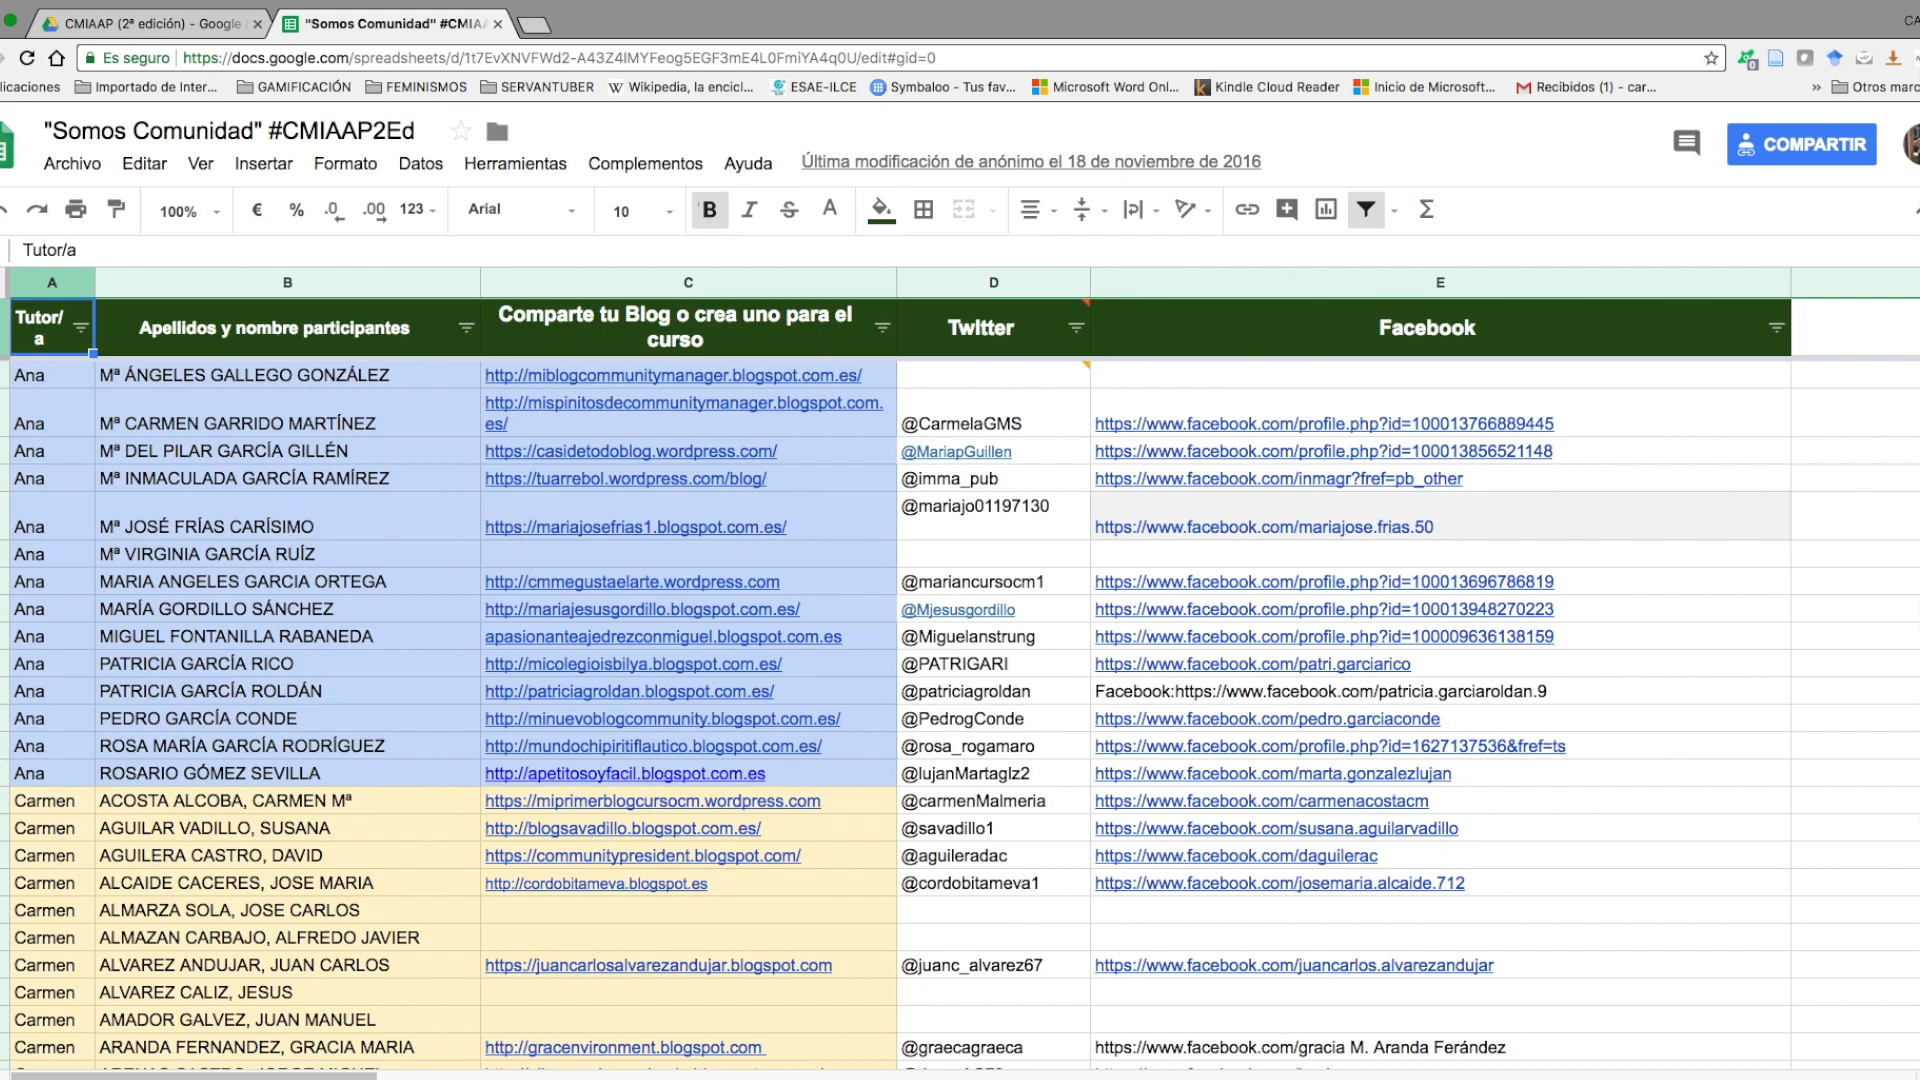 CMIAAP (2ª edición) - Google
"Somos Comunidad" #CMIAA
CA
Es seguro https://docs.google.com/spreadsheets/d/1t7EvXNVFWd2-A43Z4lMYFeog5EGF3mE4L0FmiYA4q0U/edit#gid=0
licaciones Importado de Inter... GAMIFICACIÓN FEMINISMOS SERVANTUBER Wikipedia, la encicl... ESAE-ILCE Symbaloo - Tus fav... Microsoft Word Onl... Kindle Cloud Reader Inicio de Microsoft... Recibidos (1) - car... » Otros marc
"Somos Comunidad" #CMIAAP2Ed
COMPARTIR
Archivo Editar Ver Insertar Formato Datos Herramientas Complementos Ayuda Última modificación de anónimo el 18 de noviembre de 2016
100% € % .0 .00 123 Arial 10 B I S A Σ
Tutor/a
A B C D E
Tutor/a Apellidos y nombre participantes Comparte tu Blog o crea uno para el curso Twitter Facebook
Ana Mª ÁNGELES GALLEGO GONZÁLEZ http://miblogcommunitymanager.blogspot.com.es/
Ana Mª CARMEN GARRIDO MARTÍNEZ http://mispinitosdecommunitymanager.blogspot.com.es/ @CarmelaGMS https://www.facebook.com/profile.php?id=100013766889445
Ana Mª DEL PILAR GARCÍA GILLÉN https://casidetodoblog.wordpress.com/ @MariapGuillen https://www.facebook.com/profile.php?id=100013856521148
Ana Mª INMACULADA GARCÍA RAMÍREZ https://tuarrebol.wordpress.com/blog/ @imma_pub https://www.facebook.com/inmagr?fref=pb_other
Ana Mª JOSÉ FRÍAS CARÍSIMO https://mariajosefrias1.blogspot.com.es/ @mariajo01197130 https://www.facebook.com/mariajose.frias.50
Ana Mª VIRGINIA GARCÍA RUÍZ
Ana MARIA ANGELES GARCIA ORTEGA http://cmmegustaelarte.wordpress.com @mariancursocm1 https://www.facebook.com/profile.php?id=100013696786819
Ana MARÍA GORDILLO SÁNCHEZ http://mariajesusgordillo.blogspot.com.es/ @Mjesusgordillo https://www.facebook.com/profile.php?id=100013948270223
Ana MIGUEL FONTANILLA RABANEDA apasionanteajedrezconmiguel.blogspot.com.es @Miguelanstrung https://www.facebook.com/profile.php?id=100009636138159
Ana PATRICIA GARCÍA RICO http://micolegioisbilya.blogspot.com.es/ @PATRIGARI https://www.facebook.com/patri.garciarico
Ana PATRICIA GARCÍA ROLDÁN http://patriciagroldan.blogspot.com.es/ @patriciagroldan Facebook:https://www.facebook.com/patricia.garciaroldan.9
Ana PEDRO GARCÍA CONDE http://minuevoblogcommunity.blogspot.com.es/ @PedrogConde https://www.facebook.com/pedro.garciaconde
Ana ROSA MARÍA GARCÍA RODRÍGUEZ http://mundochipiritiflautico.blogspot.com.es/ @rosa_rogamaro https://www.facebook.com/profile.php?id=1627137536&fref=ts
Ana ROSARIO GÓMEZ SEVILLA http://apetitosoyfacil.blogspot.com.es @lujanMartaglz2 https://www.facebook.com/marta.gonzalezlujan
Carmen ACOSTA ALCOBA, CARMEN Mª https://miprimerblogcursocm.wordpress.com @carmenMalmeria https://www.facebook.com/carmenacostacm
Carmen AGUILAR VADILLO, SUSANA http://blogsavadillo.blogspot.com.es/ @savadillo1 https://www.facebook.com/susana.aguilarvadillo
Carmen AGUILERA CASTRO, DAVID https://communitypresident.blogspot.com/ @aguileradac https://www.facebook.com/daguilerac
Carmen ALCAIDE CACERES, JOSE MARIA http://cordobitameva.blogspot.es @cordobitameva1 https://www.facebook.com/josemaria.alcaide.712
Carmen ALMARZA SOLA, JOSE CARLOS
Carmen ALMAZAN CARBAJO, ALFREDO JAVIER
Carmen ALVAREZ ANDUJAR, JUAN CARLOS https://juancarlosalvarezandujar.blogspot.com @juanc_alvarez67 https://www.facebook.com/juancarlos.alvarezandujar
Carmen ALVAREZ CALIZ, JESUS
Carmen AMADOR GALVEZ, JUAN MANUEL
Carmen ARANDA FERNANDEZ, GRACIA MARIA http://gracenvironment.blogspot.com @graecagraeca https://www.facebook.com/gracia M. Aranda Ferández